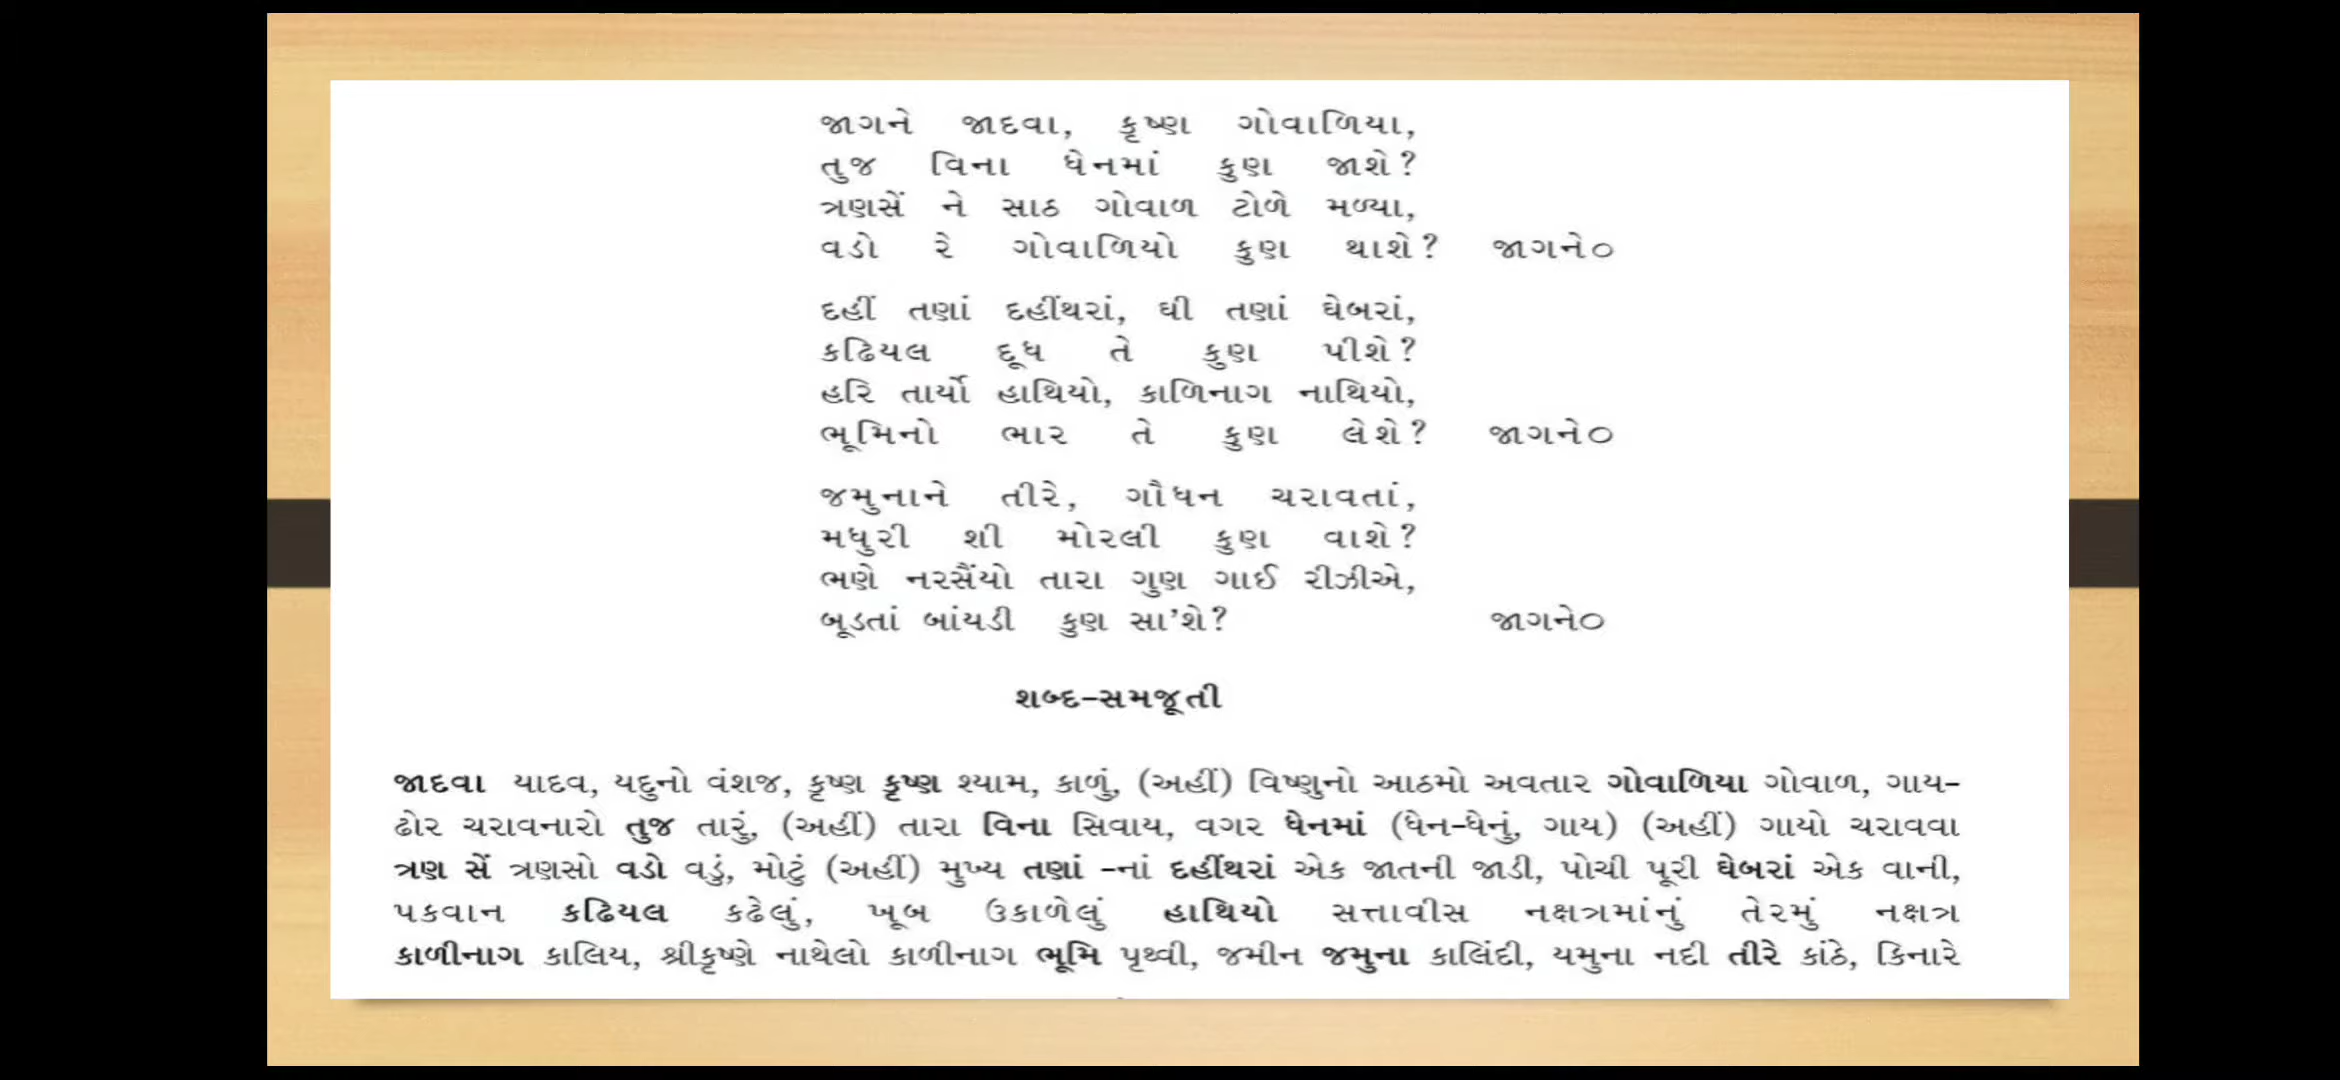 જાગને જાદવા, કૃષ્ણ ગોવાળિયા,
તુજ વિના ધેનમાં કુણ જાશે?
ત્રણસેં ને સાઠ ગોવાળ ટોળે મળ્યા,
વડો રે ગોવાળિયો કુણ થાશે? જાગને૦
દહીં તણાં દહીંથરાં, ઘી તણાં ઘેબરાં,
કઢિયલ દૂધ તે કુણ પીશે?
હરિ તાર્યો હાથિયો, કાળિનાગ નાથિયો,
ભૂમિનો ભાર તે કુણ લેશે? જાગને૦
જમુનાને તીરે, ગૌધન ચરાવતાં,
મધુરી શી મોરલી કુણ વાશે?
ભણે નરસૈંયો તારા ગુણ ગાઈ રીઝીએ,
બૂડતાં બાંયડી કુણ સા'શે? જાગને૦
શબ્દ-સમજૂતી
જાદવા યાદવ, યદુનો વંશજ, કૃષ્ણ કૃષ્ણ શ્યામ, કાળું, (અહીં) વિષ્ણુનો આઠમો અવતાર ગોવાળિયા ગોવાળ, ગાય-
ઢોર ચરાવનારો તુજ તારું, (અહીં) તારા વિના સિવાય, વગર ધેનમાં (ધેન-ધેનું, ગાય) (અહીં) ગાયો ચરાવવા
ત્રણ સેં ત્રણસો વડો વડું, મોટું (અહીં) મુખ્ય તણાં -નાં દહીંથરાં એક જાતની જાડી, પોચી પૂરી ઘેબરાં એક વાની,
પકવાન કઢિયલ કઢેલું, ખૂબ ઉકાળેલું હાથિયો સત્તાવીસ નક્ષત્રમાંનું તેરમું નક્ષત્ર
કાળીનાગ કાલિય, શ્રીકૃષ્ણે નાથેલો કાળીનાગ ભૂમિ પૃથ્વી, જમીન જમુના કાલિંદી, યમુના નદી તીરે કાંઠે, કિનારે